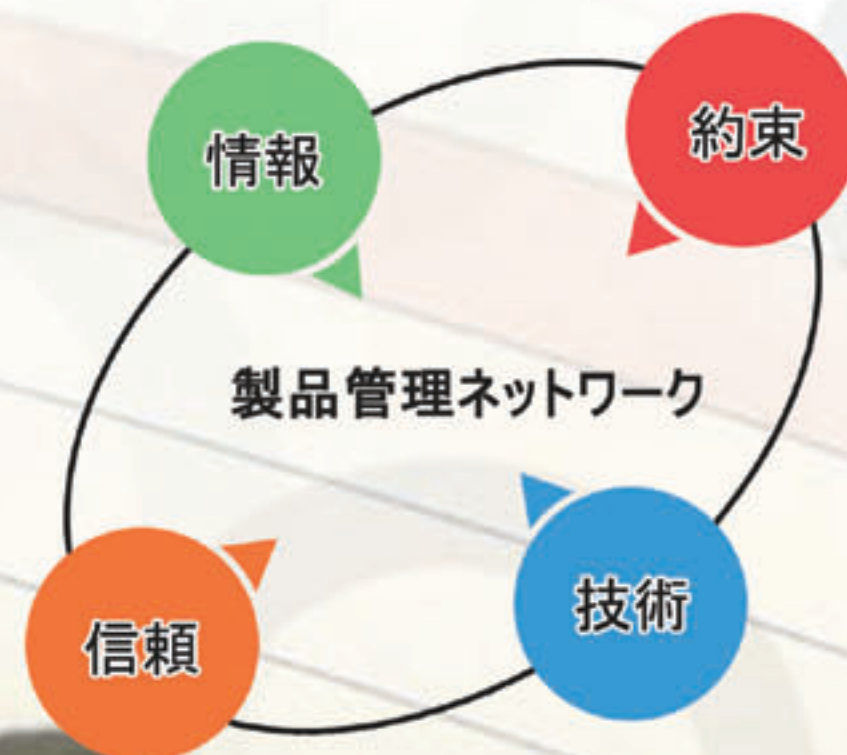 情報
約束
製品管理ネットワーク
信頼
技術